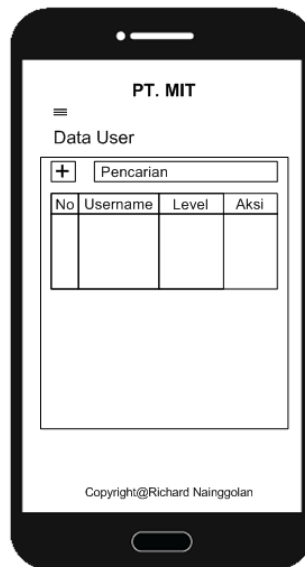 PT. MIT
Data User
+ Pencarian
No Username Level Aksi
Copyright@Richard Nainggolan